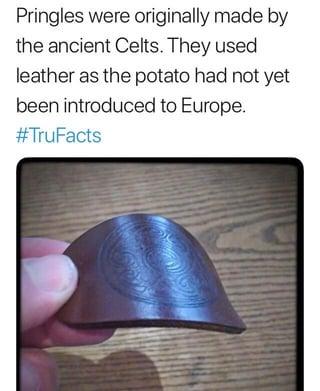 Pringles were originally made by
the ancient Celts. They used
leather as the potato had not yet
been introduced to Europe.
#TruFacts